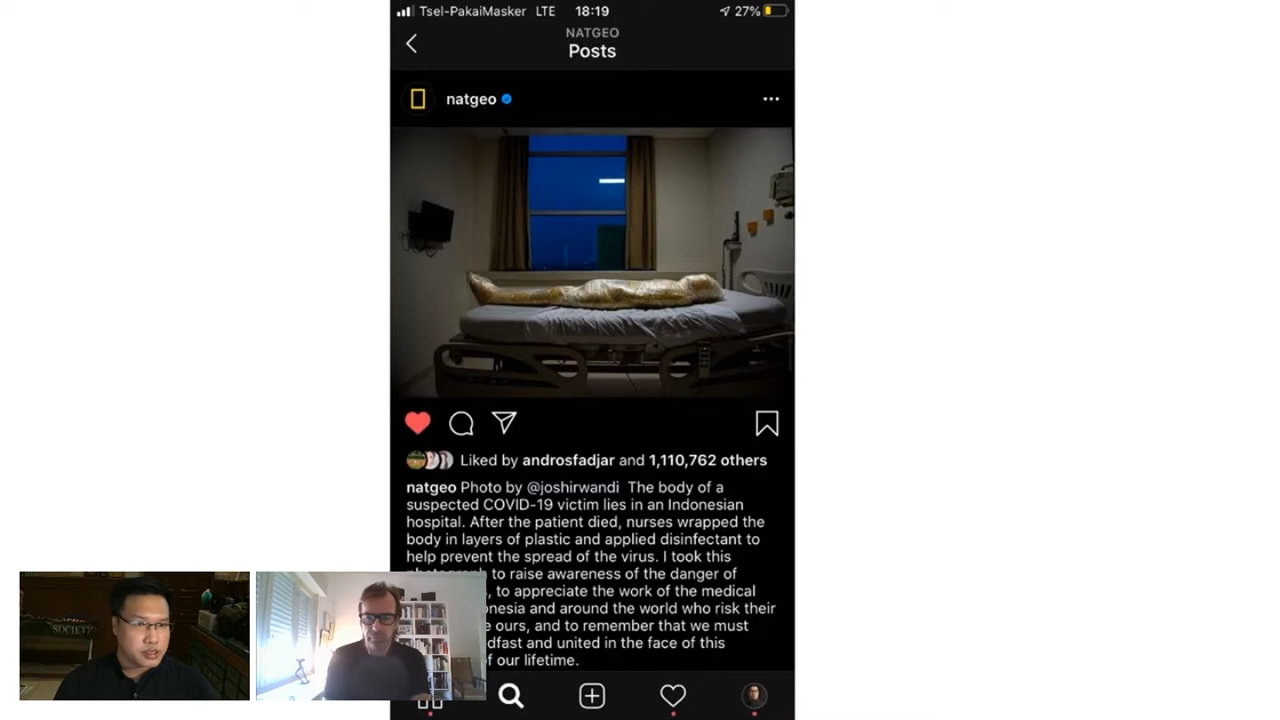 Tsel-PakaiMasker LTE 18:19 27%
NATGEO
Posts
natgeo
Liked by androsfadjar and 1,110,762 others
natgeo Photo by @joshirwandi The body of a
suspected COVID-19 victim lies in an Indonesian
hospital. After the patient died, nurses wrapped the
body in layers of plastic and applied disinfectant to
help prevent the spread of the virus. I took this
to raise awareness of the danger of
, to appreciate the work of the medical
and around the world who risk their
ours, and to remember that we must
and united in the face of this
of our lifetime.
SOCIETY